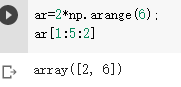 ar=2*np.arange(6);
ar[1:5:2]
array([2, 6])